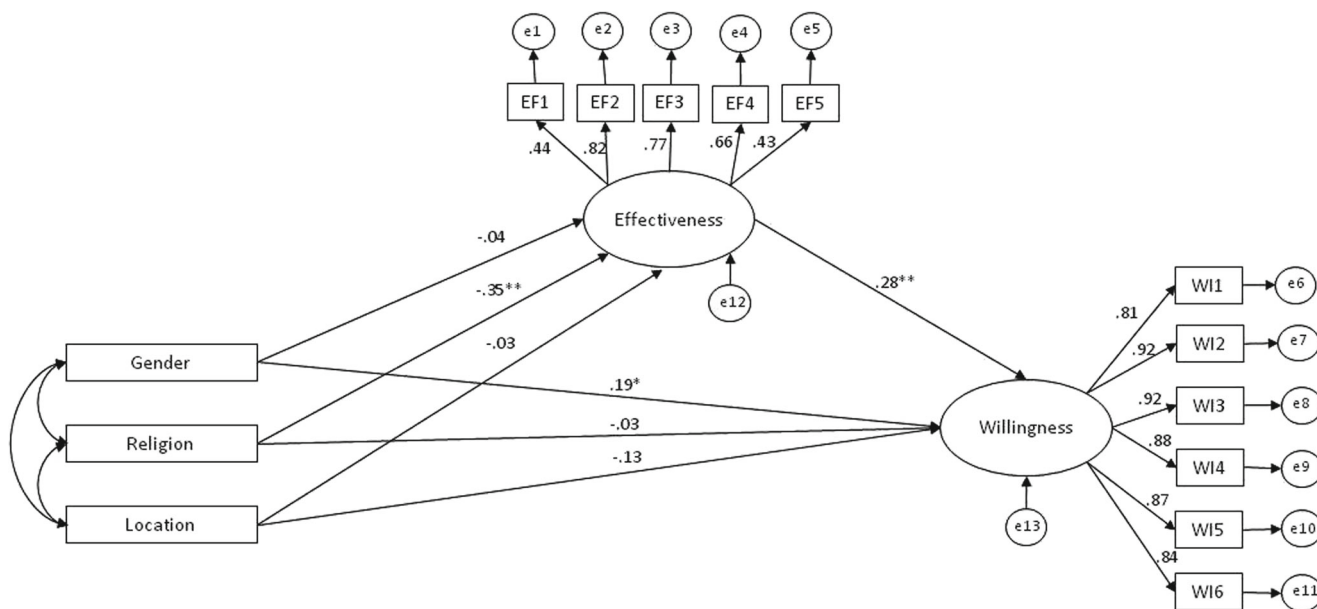 e1 e2 e3 e4 e5
EF1 EF2 EF3 EF4 EF5
.44 .82 .77 .66 .43
Effectiveness
-.04
-.35**
-.03
e12
.28**
Gender
Religion
Location
.19*
-.03
-.13
Willingness
e13
.81
.92
.92
.88
.87
.84
WI1 e6
WI2 e7
WI3 e8
WI4 e9
WI5 e10
WI6 e11